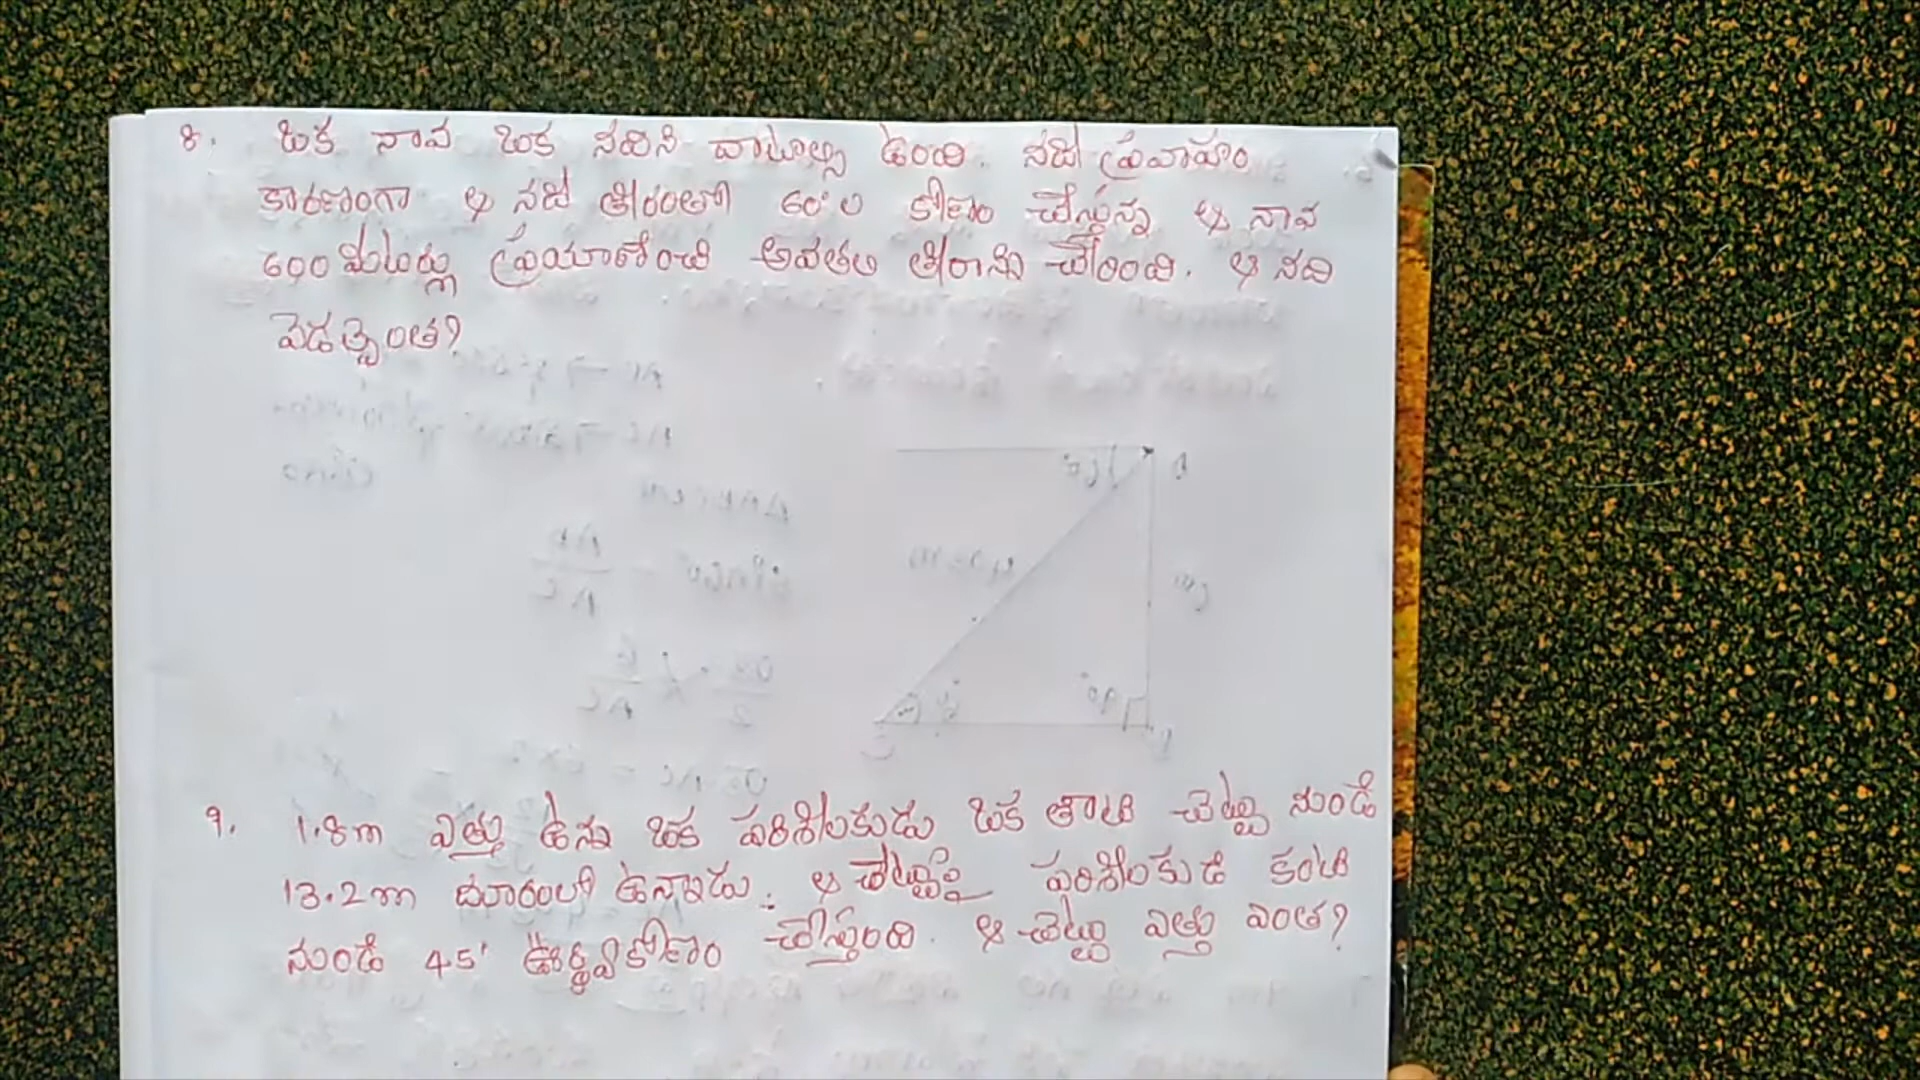 8. ఒక నావ ఒక నదిని దాటాల్సి ఉంది. నది ప్రవాహం
కారణంగా ఆ నది తీరంతో 60°ల కోణం చేస్తున్న ఆ నావ
600 మీటర్లు ప్రయాణించి అవతల తీరాన్ని చేరింది. ఆ నది
వెడల్పెంత?
9. 1.8m ఎత్తు ఉన్న ఒక పరిశీలకుడు ఒక తాటి చెట్టు నుండి
13.2m దూరంలో ఉన్నాడు. ఆ చెట్టుపై పరిశీలకుడి కంటి
నుండి 45° ఊర్ధ్వకోణం చేస్తుంది. ఆ చెట్టు ఎత్తు ఎంత?